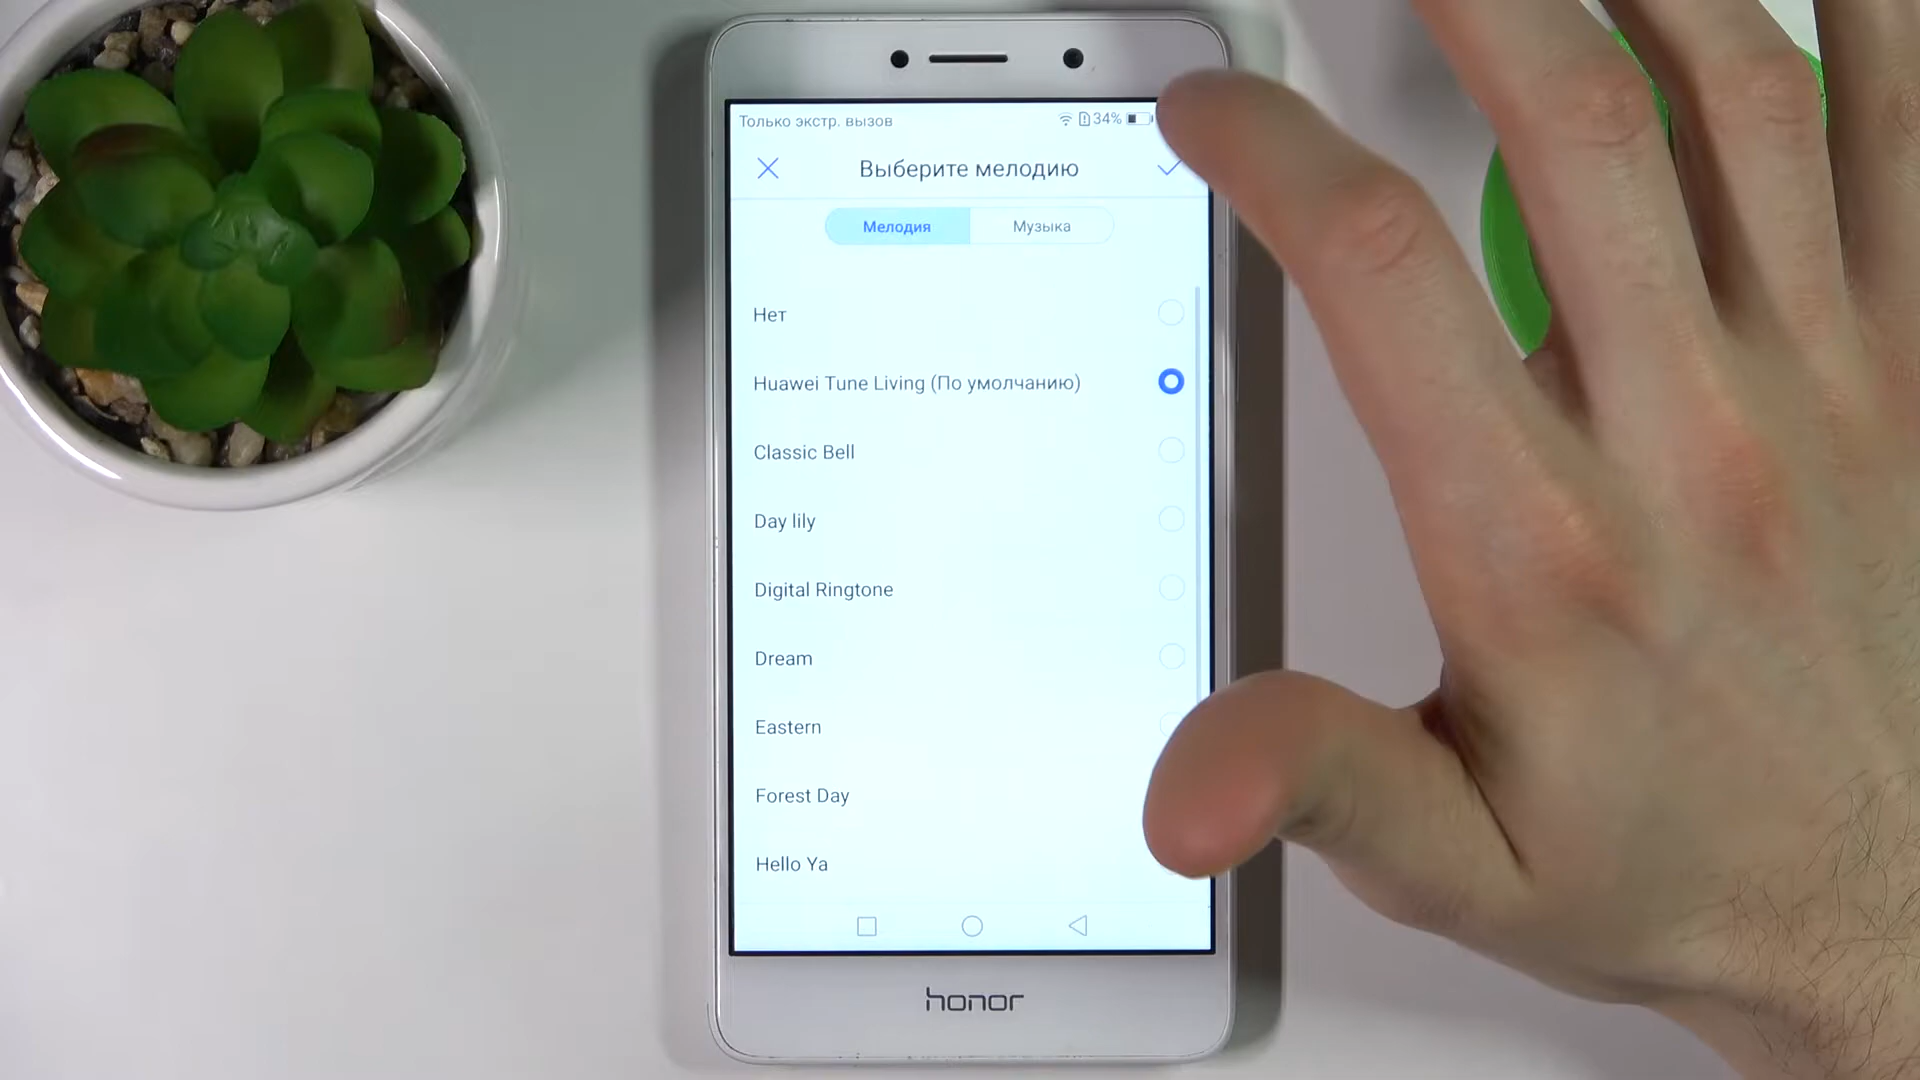 Только экстр. вызов 34%
Выберите мелодию
Мелодия Музыка
Нет
Huawei Tune Living (По умолчанию)
Classic Bell
Day lily
Digital Ringtone
Dream
Eastern
Forest Day
Hello Ya
honor